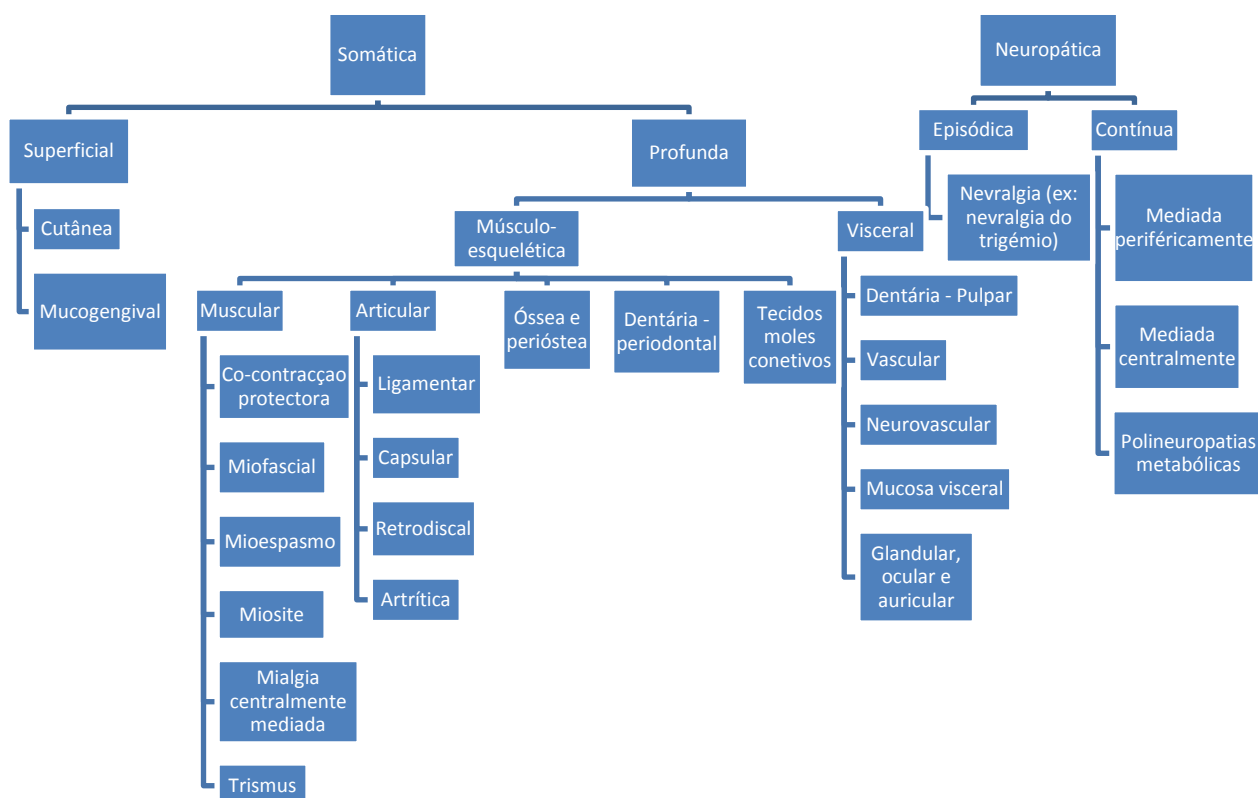 Somática
Neuropática
Superficial
Profunda
Episódica
Contínua
Cutânea
Mucogengival
Músculo-
esquelética
Visceral
Nevralgia (ex:
nevralgia do
trigémio)
Mediada
periféricamente
Mediada
centralmente
Polineuropatias
metabólicas
Muscular
Articular
Óssea e
perióstea
Dentária -
periodontal
Tecidos
moles
conetivos
Dentária - Pulpar
Vascular
Neurovascular
Mucosa visceral
Glandular,
ocular e
auricular
Co-contracçao
protectora
Miofascial
Mioespasmo
Miosite
Mialgia
centralmente
mediada
Trismus
Ligamentar
Capsular
Retrodiscal
Artrítica